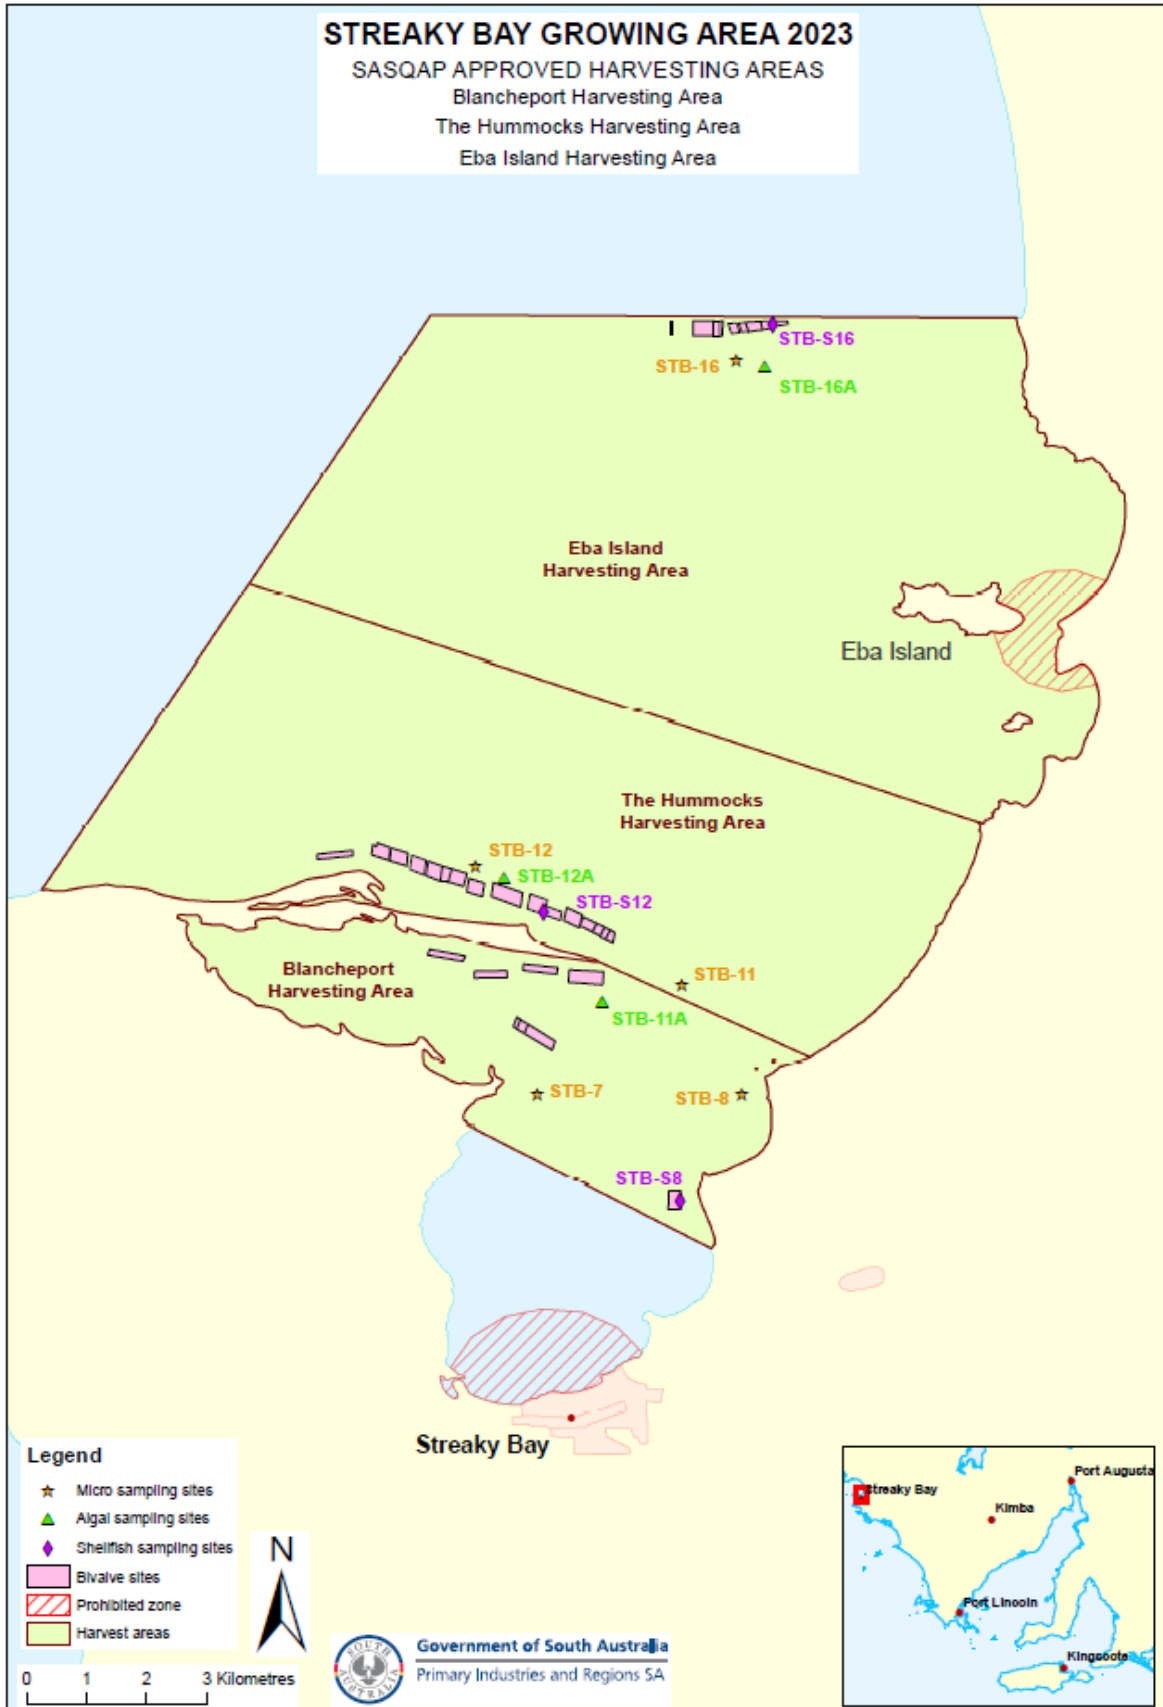 STREAKY BAY GROWING AREA 2023
SASQAP APPROVED HARVESTING AREAS
Blancheport Harvesting Area
The Hummocks Harvesting Area
Eba Island Harvesting Area
STB-S16
STB-16
STB-16A
Eba Island
Harvesting Area
Eba Island
The Hummocks
Harvesting Area
STB-12
STB-12A
STB-S12
Blancheport
Harvesting Area
STB-11
STB-11A
STB-7
STB-8
STB-S8
Streaky Bay
Legend
Micro sampling sites
Algal sampling sites
Shellfish sampling sites
Bivalve sites
Prohibited zone
Harvest areas
0 1 2 3 Kilometres
N
SOUTH
AUSTRALIA
Government of South Australia
Primary Industries and Regions SA
Port Augusta
Streaky Bay
Kimba
Port Lincoln
Kingscote